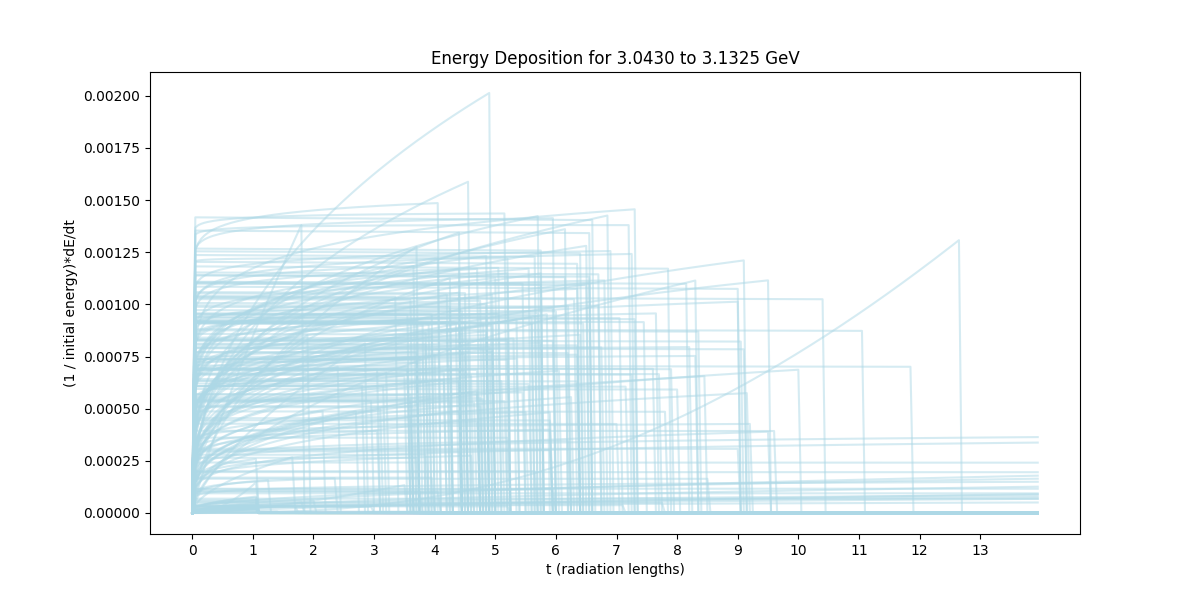 Energy Deposition for 3.0430 to 3.1325 GeV
(1 / initial energy)*dE/dt
0.00200
0.00175
0.00150
0.00125
0.00100
0.00075
0.00050
0.00025
0.00000
0 1 2 3 4 5 6 7 8 9 10 11 12 13
t (radiation lengths)